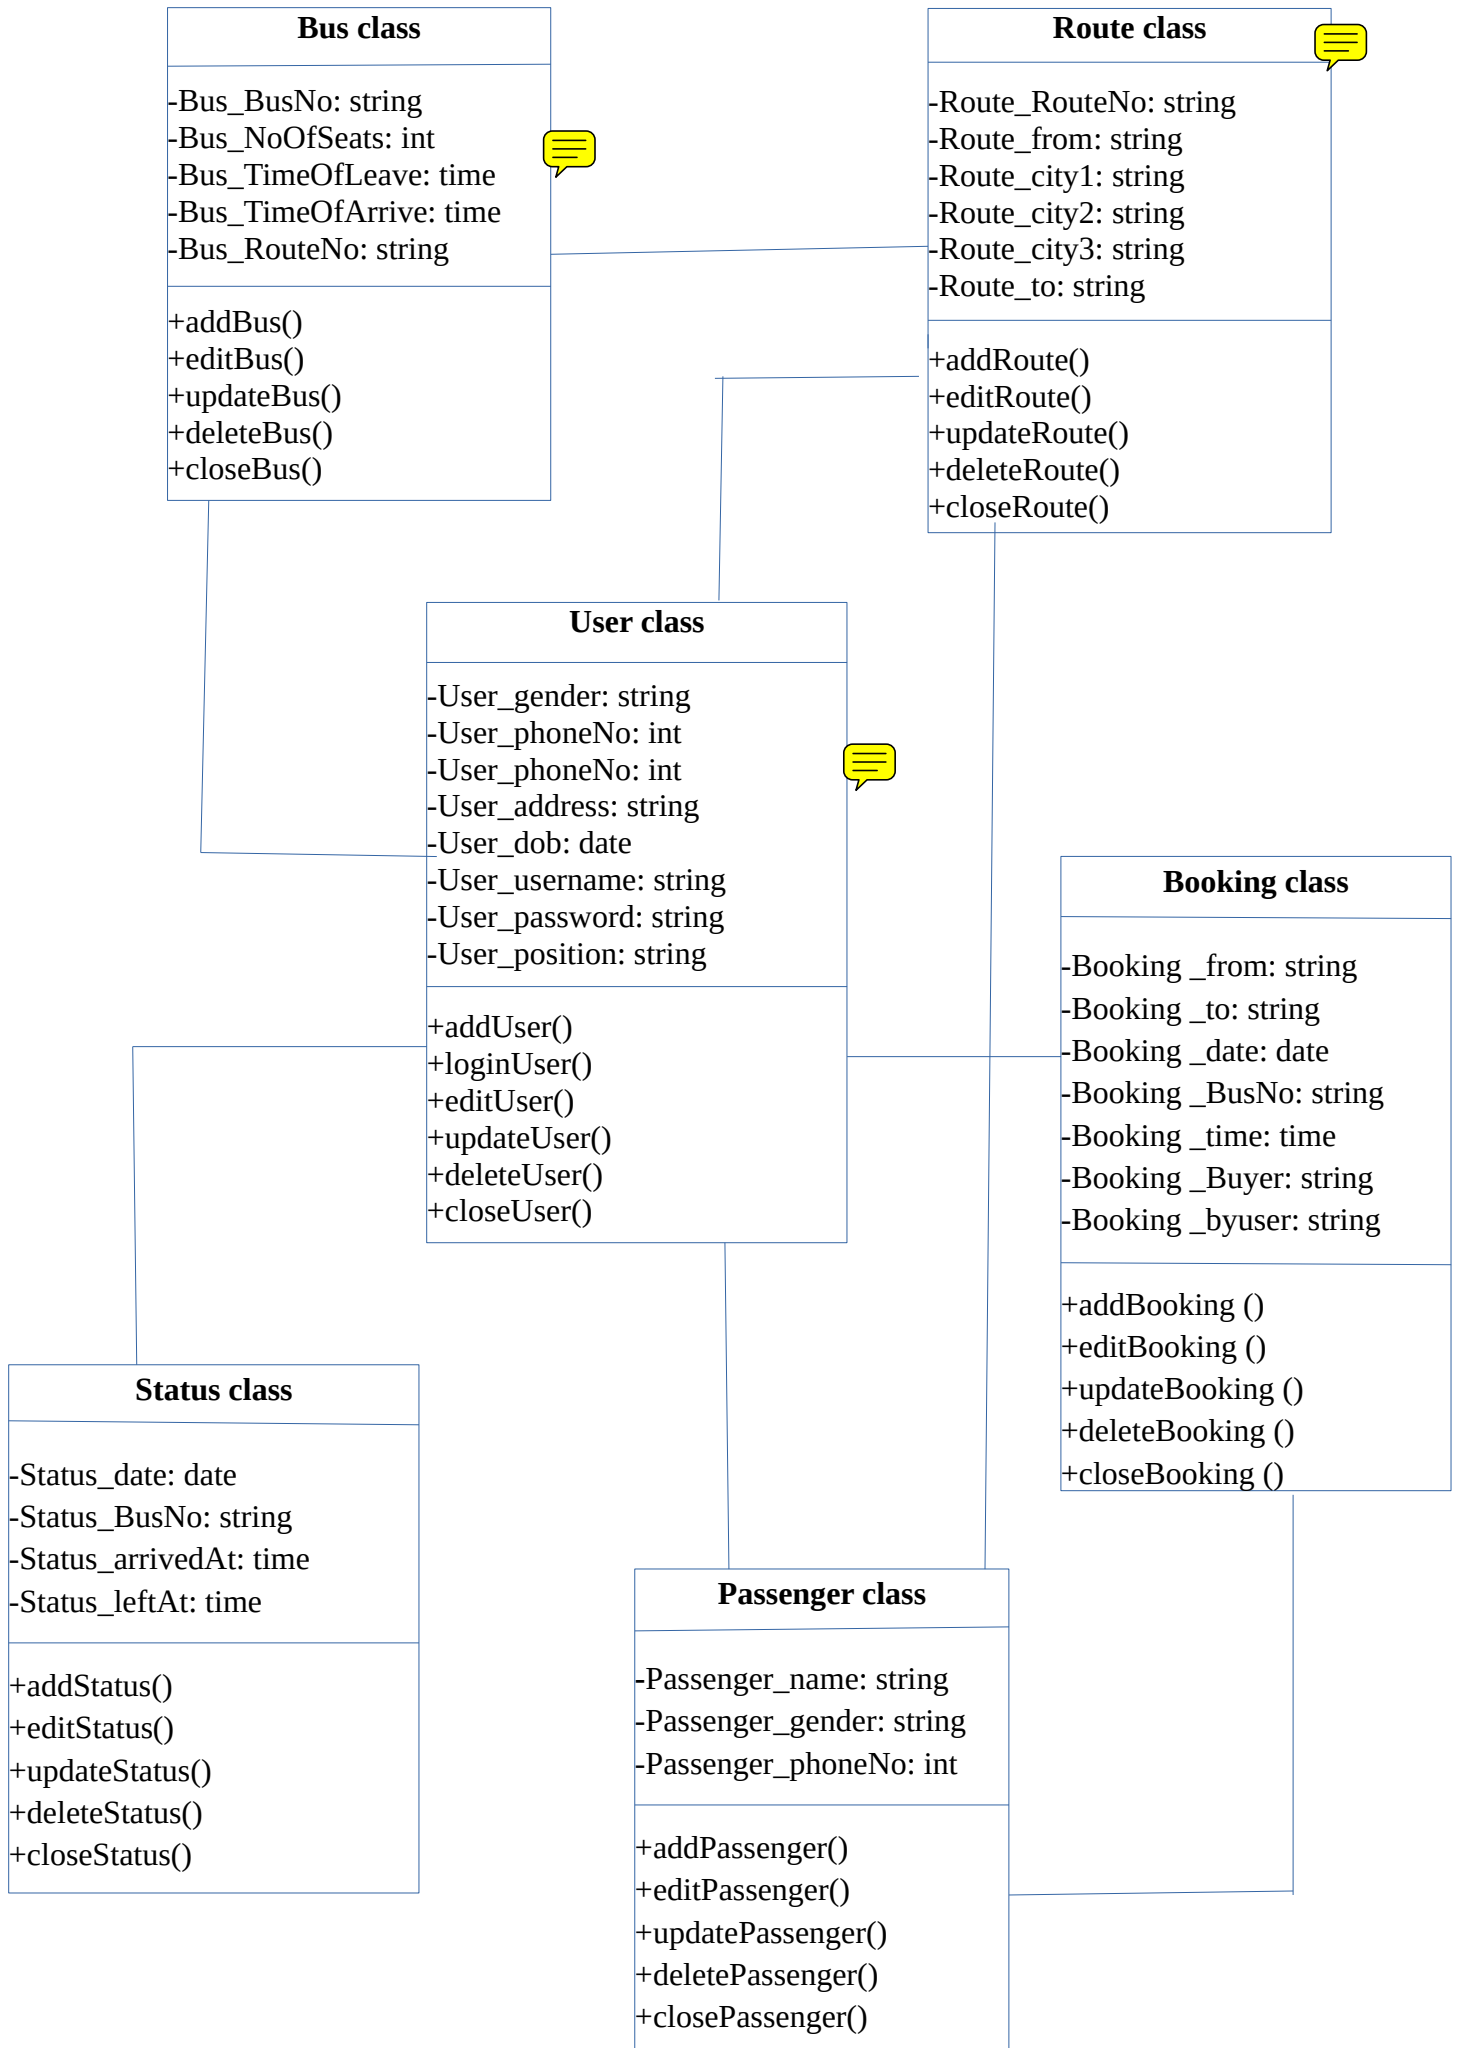 Bus class
-Bus_BusNo: string
-Bus_NoOfSeats: int
-Bus_TimeOfLeave: time
-Bus_TimeOfArrive: time
-Bus_RouteNo: string
+addBus()
+editBus()
+updateBus()
+deleteBus()
+closeBus()
Route class
-Route_RouteNo: string
-Route_from: string
-Route_city1: string
-Route_city2: string
-Route_city3: string
-Route_to: string
+addRoute()
+editRoute()
+updateRoute()
+deleteRoute()
+closeRoute()
User class
-User_gender: string
-User_phoneNo: int
-User_phoneNo: int
-User_address: string
-User_dob: date
-User_username: string
-User_password: string
-User_position: string
+addUser()
+loginUser()
+editUser()
+updateUser()
+deleteUser()
+closeUser()
Booking class
-Booking _from: string
-Booking _to: string
-Booking _date: date
-Booking _BusNo: string
-Booking _time: time
-Booking _Buyer: string
-Booking _byuser: string
+addBooking ()
+editBooking ()
+updateBooking ()
+deleteBooking ()
+closeBooking ()
Status class
-Status_date: date
-Status_BusNo: string
-Status_arrivedAt: time
-Status_leftAt: time
+addStatus()
+editStatus()
+updateStatus()
+deleteStatus()
+closeStatus()
Passenger class
-Passenger_name: string
-Passenger_gender: string
-Passenger_phoneNo: int
+addPassenger()
+editPassenger()
+updatePassenger()
+deletePassenger()
+closePassenger()